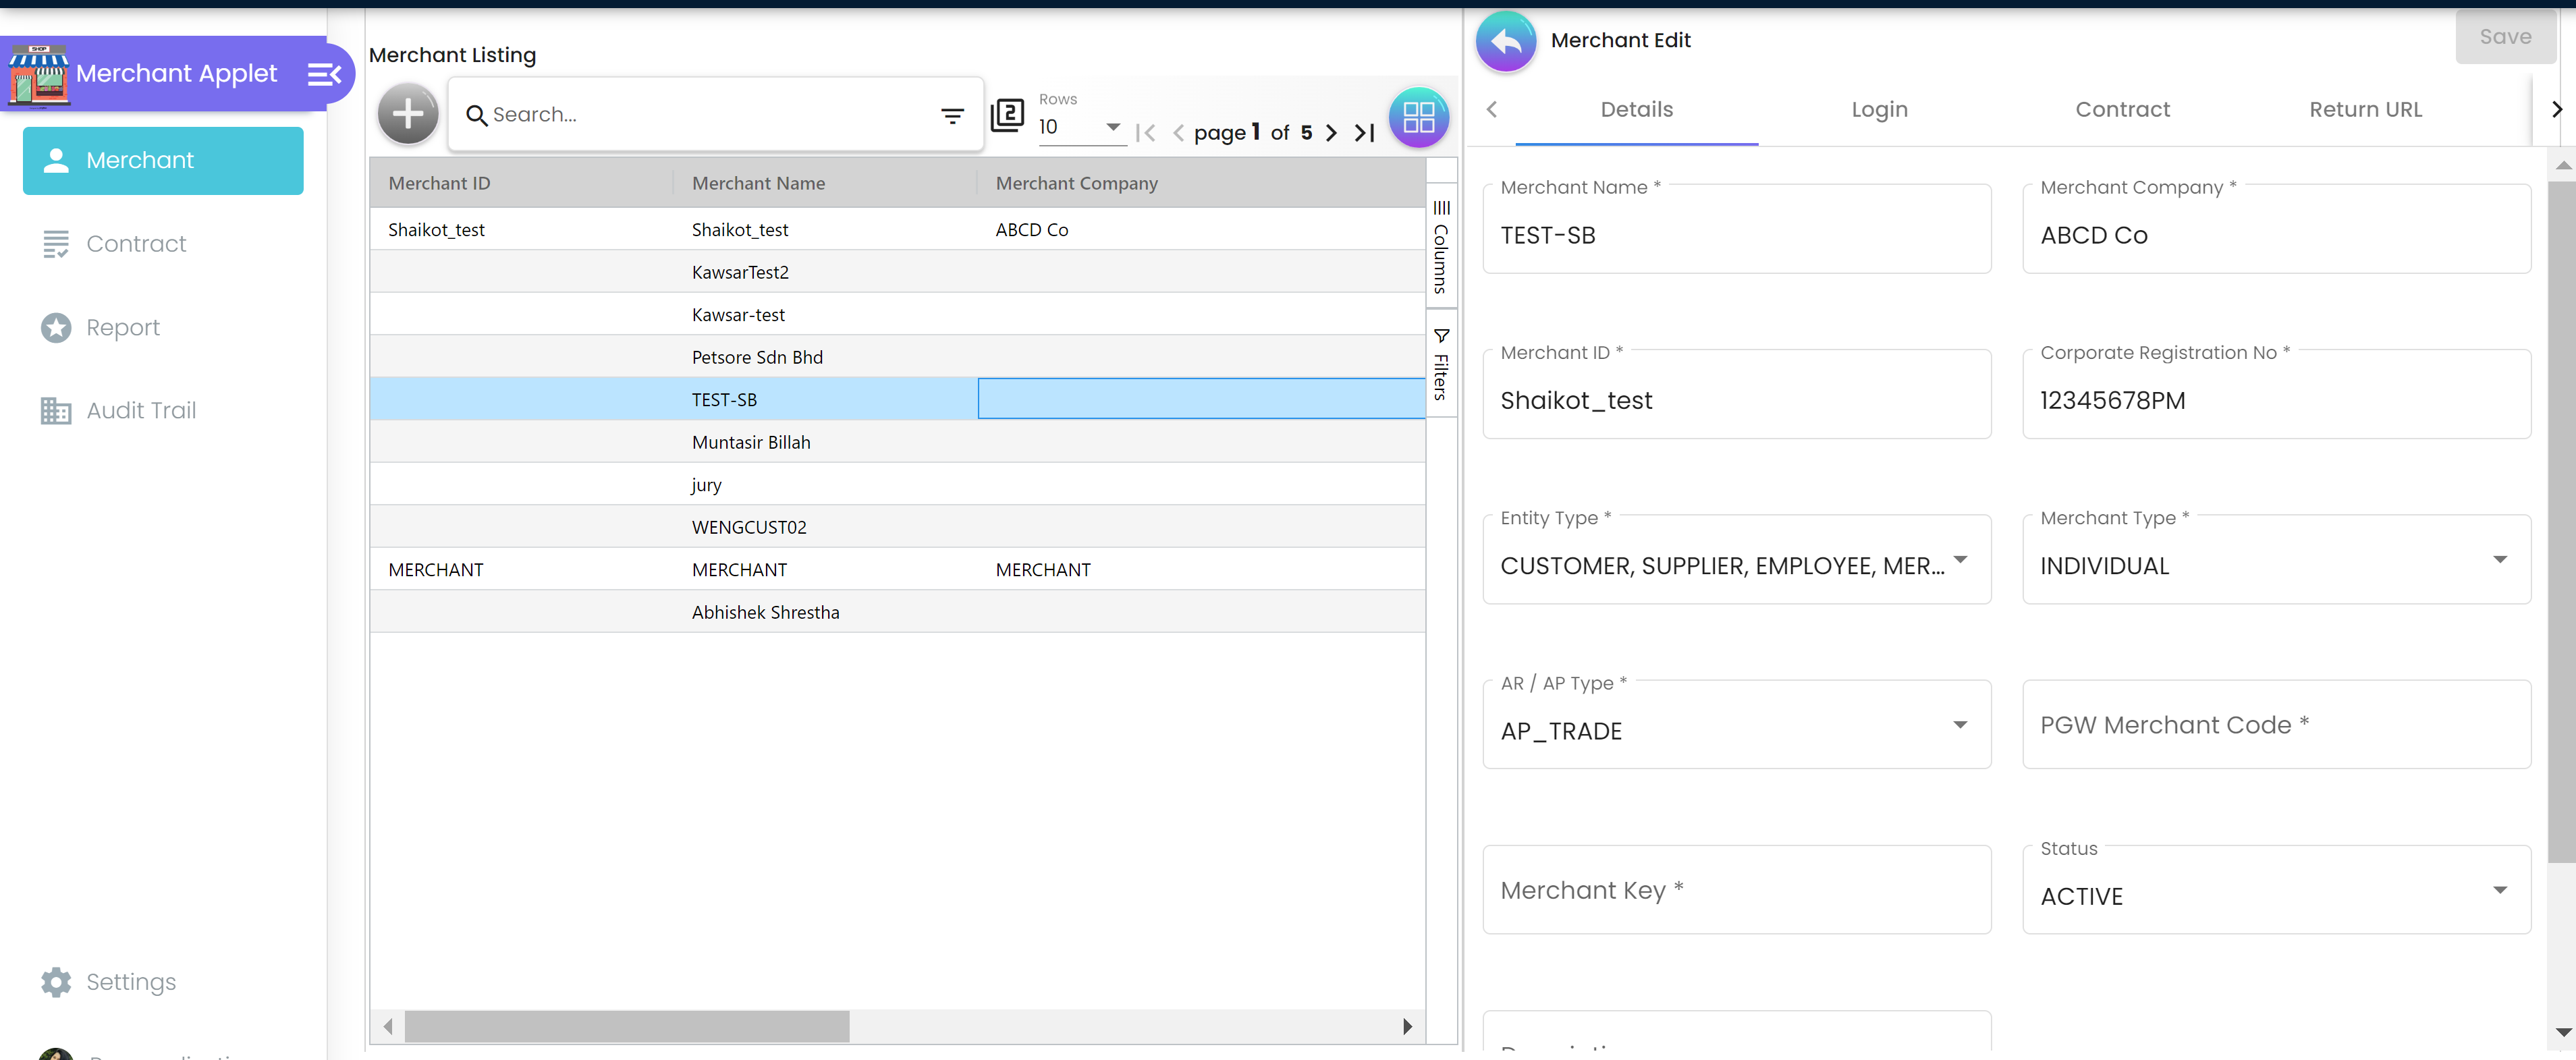 SHOP
Merchant Applet
Merchant
Contract
Report
Audit Trail
Settings
Merchant Listing
Search...
2
Rows
10
page 1 of 5
Merchant ID Merchant Name Merchant Company
Shaikot_test Shaikot_test ABCD Co
KawsarTest2
Kawsar-test
Petsore Sdn Bhd
TEST-SB
Muntasir Billah
jury
WENGCUST02
MERCHANT MERCHANT MERCHANT
Abhishek Shrestha
Columns
Filters
Merchant Edit
Save
Details Login Contract Return URL
Merchant Name * Merchant Company *
TEST-SB ABCD Co
Merchant ID * Corporate Registration No *
Shaikot_test 12345678PM
Entity Type * Merchant Type *
CUSTOMER, SUPPLIER, EMPLOYEE, MER... INDIVIDUAL
AR / AP Type *
AP_TRADE PGW Merchant Code *
Status
Merchant Key * ACTIVE